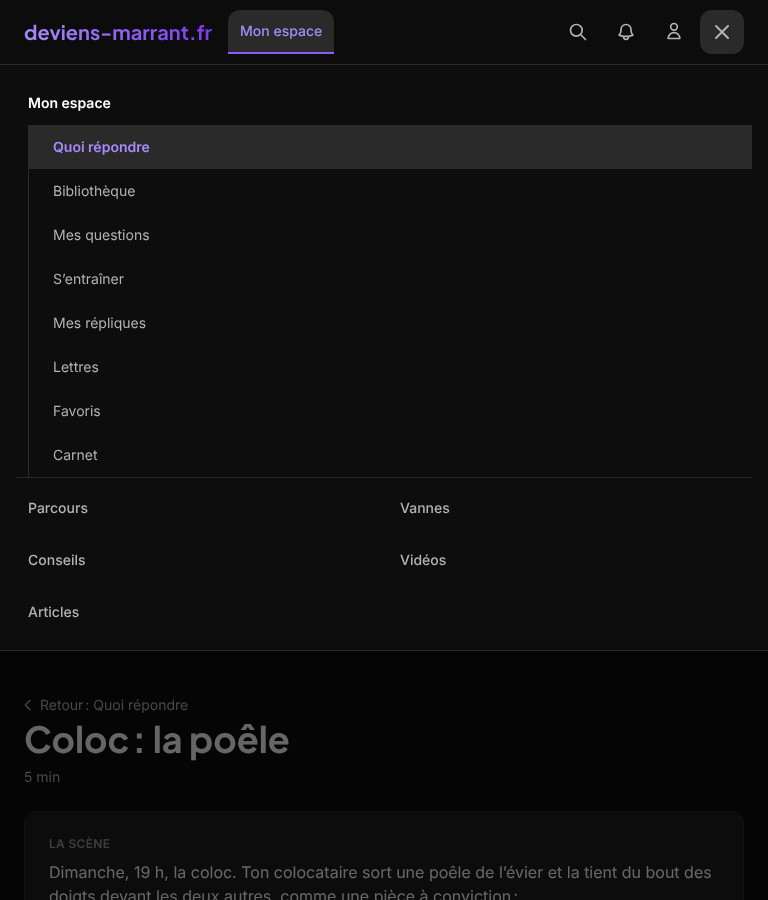 deviens-marrant.fr
Mon espace
Mon espace
Quoi répondre
Bibliothèque
Mes questions
S’entraîner
Mes répliques
Lettres
Favoris
Carnet
Parcours
Vannes
Conseils
Vidéos
Articles
Retour : Quoi répondre
Coloc : la poêle
5 min
LA SCÈNE
Dimanche, 19 h, la coloc. Ton colocataire sort une poêle de l’évier et la tient du bout des
doigts devant les deux autres, comme une pièce à conviction :